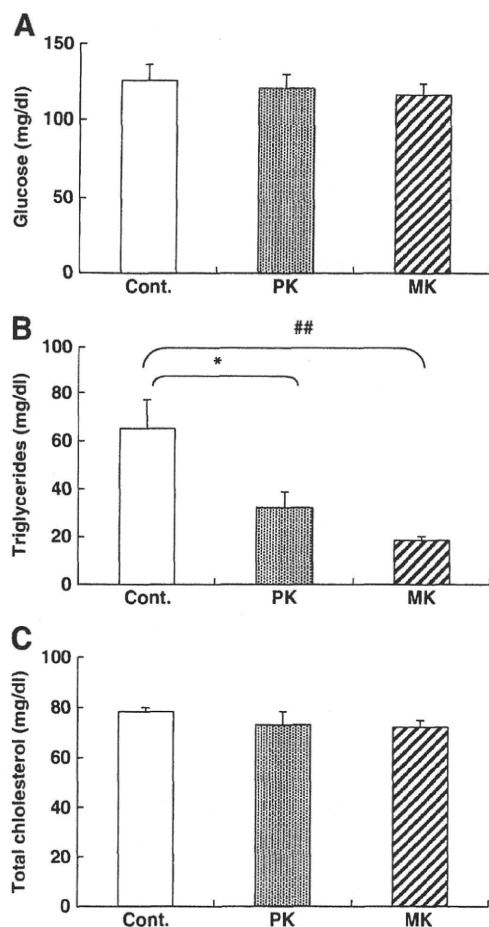 A
Glucose (mg/dl)
150
100
50
0
Cont. PK MK
B
##
*
Triglycerides (mg/dl)
100
80
60
40
20
0
Cont. PK MK
C
Total chlolesterol (mg/dl)
100
80
60
40
20
0
Cont. PK MK